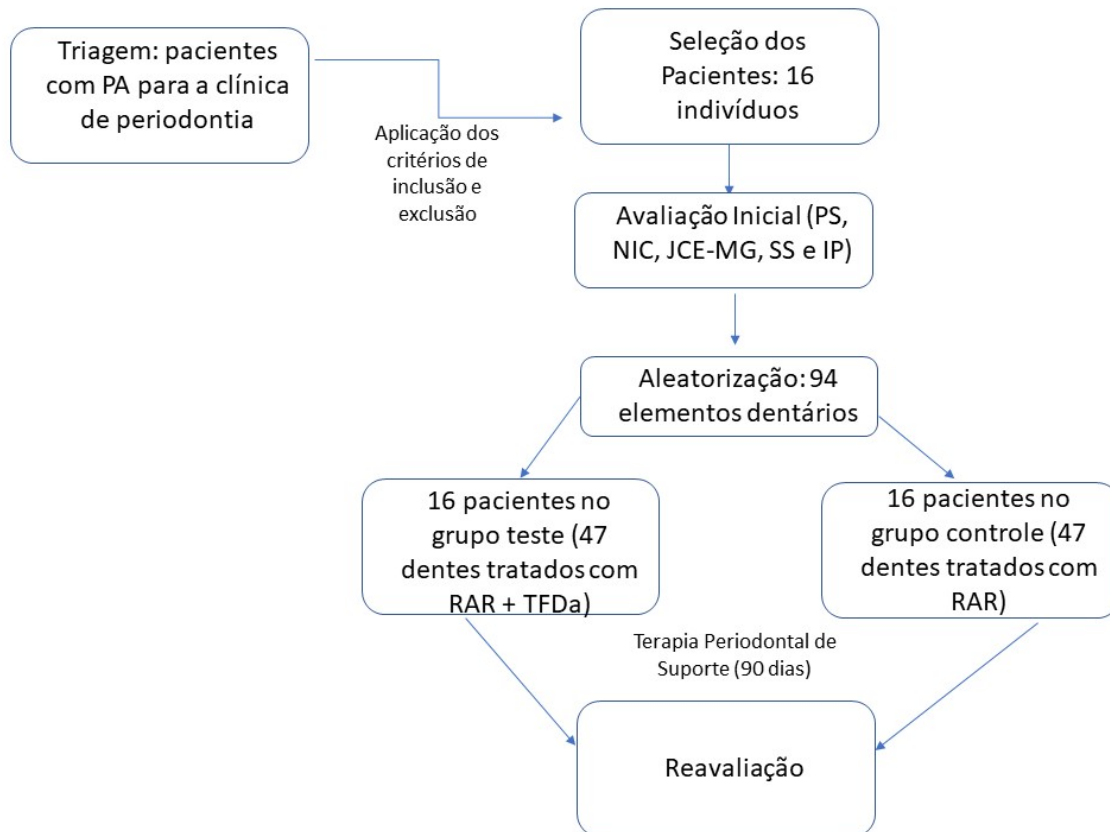 Triagem: pacientes
com PA para a clínica
de periodontia
Aplicação dos
critérios de
inclusão e
exclusão
Seleção dos
Pacientes: 16
indivíduos
Avaliação Inicial (PS,
NIC, JCE-MG, SS e IP)
Aleatorização: 94
elementos dentários
16 pacientes no
grupo teste (47
dentes tratados com
RAR + TFDa)
16 pacientes no
grupo controle (47
dentes tratados com
RAR)
Terapia Periodontal de
Suporte (90 dias)
Reavaliação